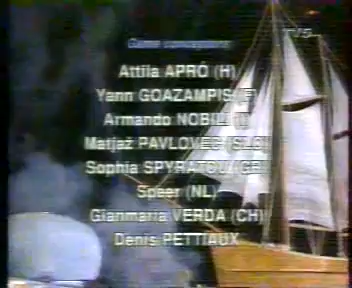 Attila APRÓ (H)
Yann GOAZAMPIS (F)
Armando NOBILI (I)
Matjaž PAVLOVEC (SLO)
Sophia SPYRATOU (GR)
Speer (NL)
Gianmaria VERDA (CH)
Denis PETTIAUX